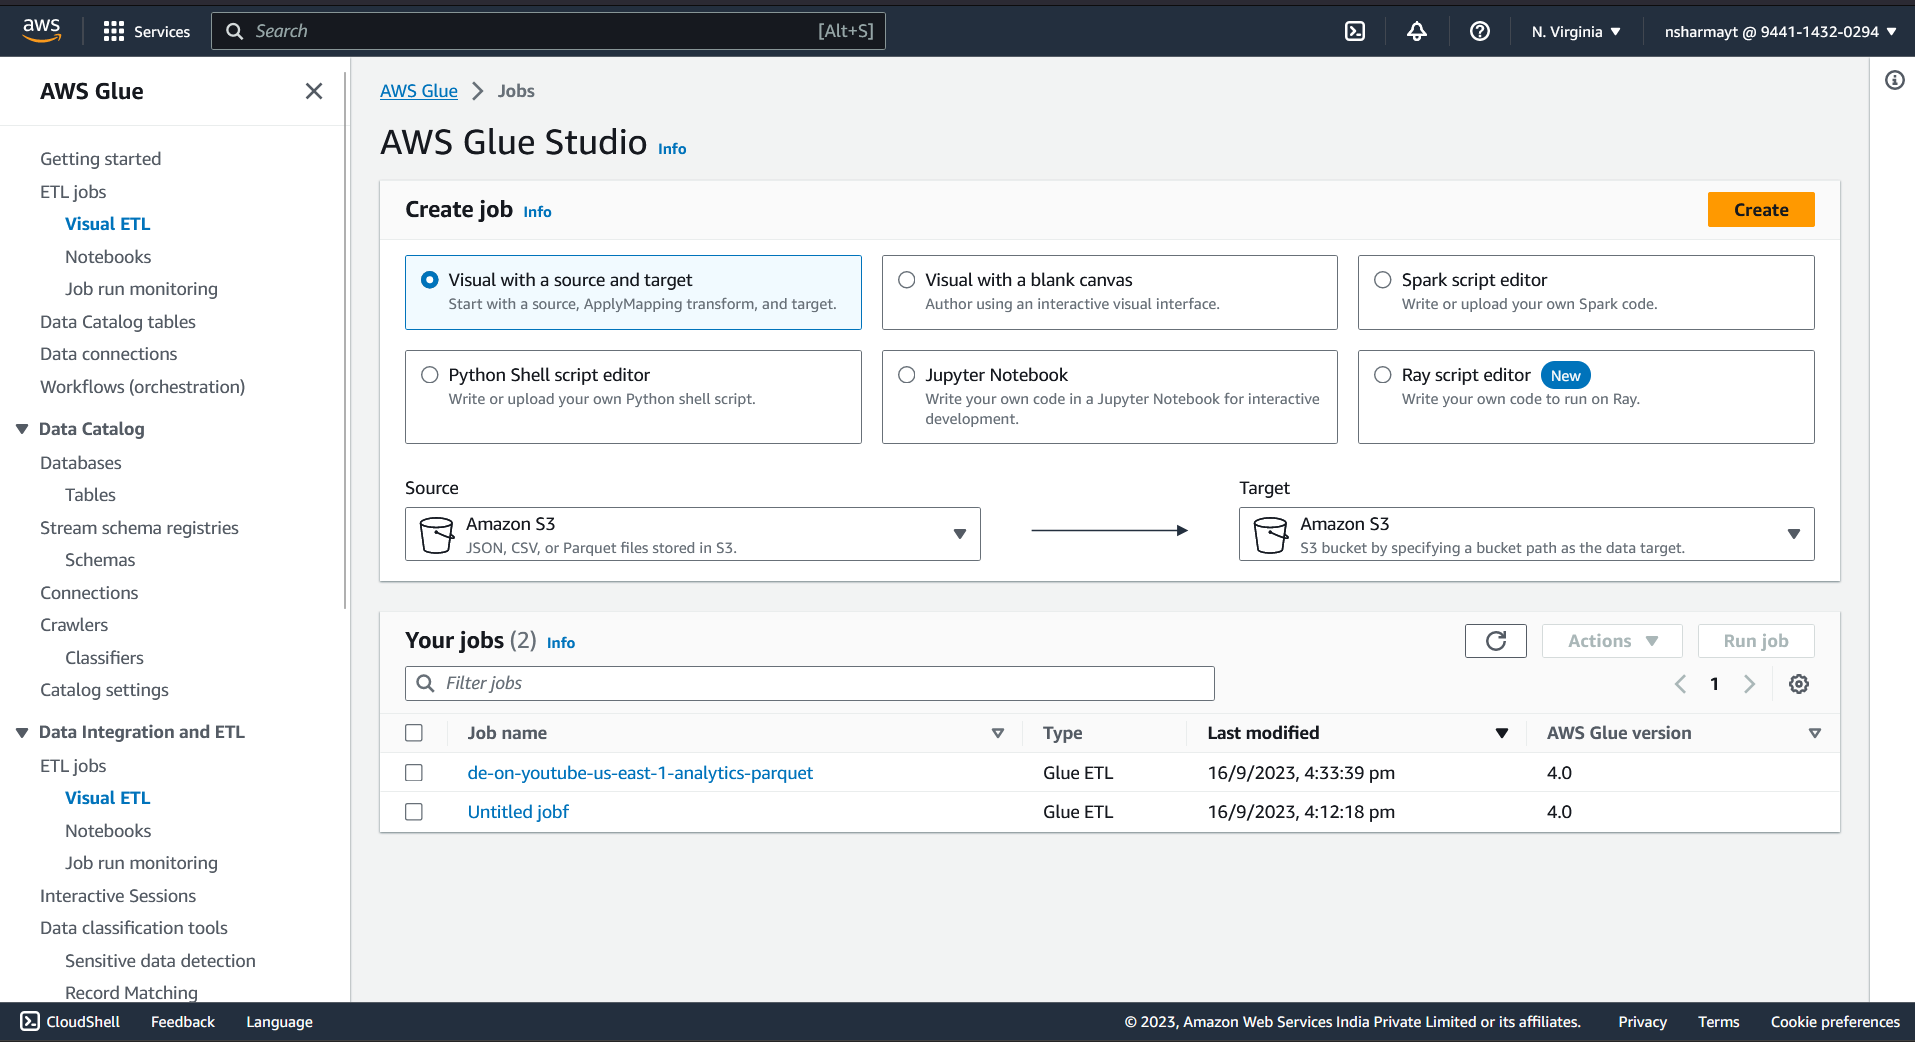 aws
Services
Search [Alt+S]
N. Virginia
nsharmayt @ 9441-1432-0294
AWS Glue
Getting started
ETL jobs
Visual ETL
Notebooks
Job run monitoring
Data Catalog tables
Data connections
Workflows (orchestration)
Data Catalog
Databases
Tables
Stream schema registries
Schemas
Connections
Crawlers
Classifiers
Catalog settings
Data Integration and ETL
ETL jobs
Visual ETL
Notebooks
Job run monitoring
Interactive Sessions
Data classification tools
Sensitive data detection
Record Matching
AWS Glue Jobs
AWS Glue Studio Info
Create job Info
Create
Visual with a source and target
Start with a source, ApplyMapping transform, and target.
Visual with a blank canvas
Author using an interactive visual interface.
Spark script editor
Write or upload your own Spark code.
Python Shell script editor
Write or upload your own Python shell script.
Jupyter Notebook
Write your own code in a Jupyter Notebook for interactive
development.
Ray script editor New
Write your own code to run on Ray.
Source
Amazon S3
JSON, CSV, or Parquet files stored in S3.
Target
Amazon S3
S3 bucket by specifying a bucket path as the data target.
Your jobs (2) Info
Actions
Run job
Filter jobs
1
Job name Type Last modified AWS Glue version
de-on-youtube-us-east-1-analytics-parquet Glue ETL 16/9/2023, 4:33:39 pm 4.0
Untitled jobf Glue ETL 16/9/2023, 4:12:18 pm 4.0
CloudShell Feedback Language
© 2023, Amazon Web Services India Private Limited or its affiliates. Privacy Terms Cookie preferences